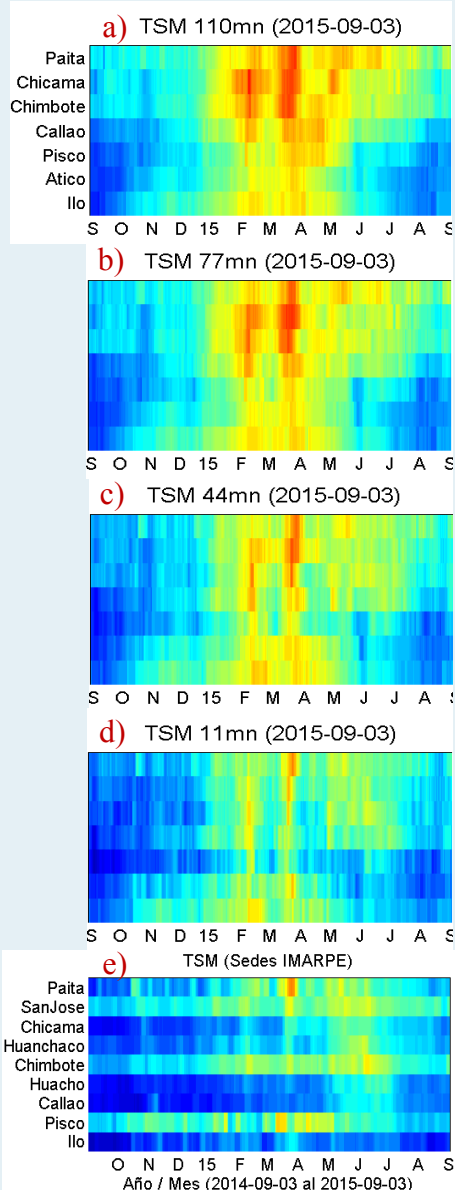 a) TSM 110mn (2015-09-03)
Paita
Chicama
Chimbote
Callao
Pisco
Atico
Ilo
S O N D 15 F M A M J J A S
b) TSM 77mn (2015-09-03)
S O N D 15 F M A M J J A S
c) TSM 44mn (2015-09-03)
S O N D 15 F M A M J J A S
d) TSM 11mn (2015-09-03)
S O N D 15 F M A M J J A S
e) TSM (Sedes IMARPE)
Paita
SanJose
Chicama
Huanchaco
Chimbote
Huacho
Callao
Pisco
Ilo
O N D 15 F M A M J J A S
Año / Mes (2014-09-03 al 2015-09-03)